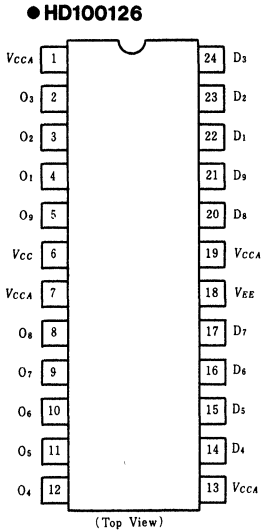 ● HD100126
VCCA 1 24 D3
O3 2 23 D2
O2 3 22 D1
O1 4 21 D9
O9 5 20 D8
VCC 6 19 VCCA
VCCA 7 18 VEE
O8 8 17 D7
O7 9 16 D6
O6 10 15 D5
O5 11 14 D4
O4 12 13 VCCA
(Top View)